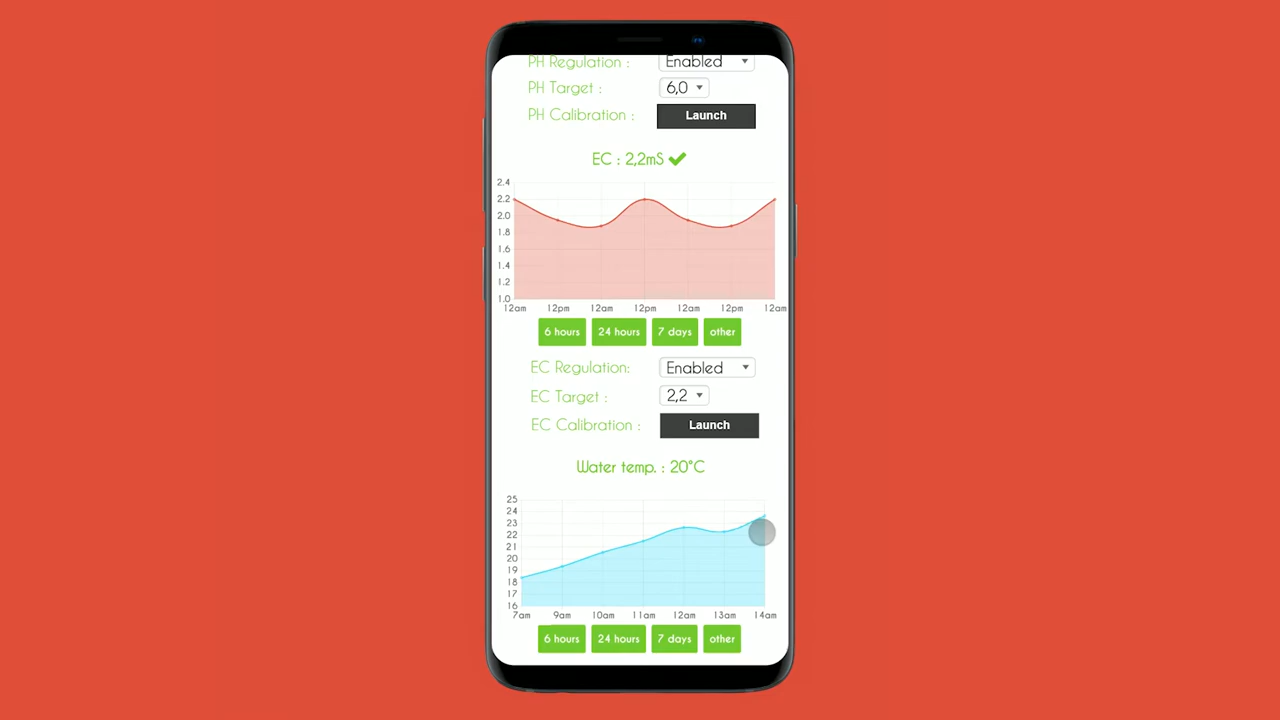 PH Regulation : Enabled
PH Target : 6,0
PH Calibration : Launch
EC : 2,2mS
2.4
2.2
2.0
1.8
1.6
1.4
1.2
1.0
12am 12pm 12am 12pm 12am 12pm 12am
6 hours 24 hours 7 days other
EC Regulation: Enabled
EC Target : 2,2
EC Calibration : Launch
Water temp. : 20°C
25
24
23
22
21
20
19
18
17
16
7am 9am 10am 11am 12am 13am 14am
6 hours 24 hours 7 days other